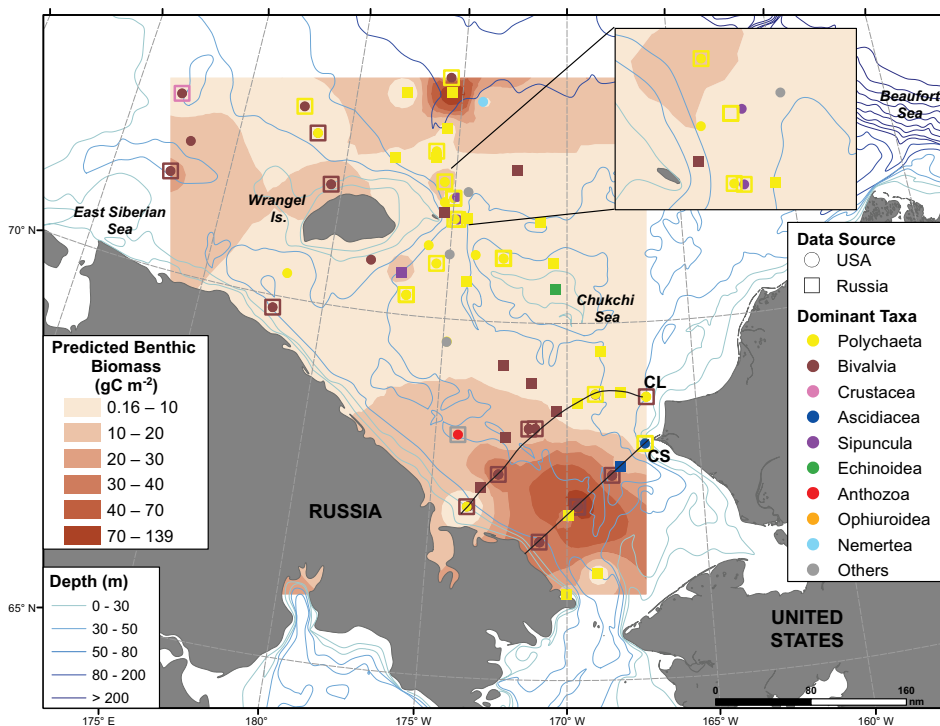 Beaufort
Sea
Wrangel
Is.
East Siberian
Sea
70° N
Chukchi
Sea
Data Source
USA
Russia
Dominant Taxa
Polychaeta
Bivalvia
Crustacea
Ascidiacea
Sipuncula
Echinoidea
Anthozoa
Ophiuroidea
Nemertea
Others
Predicted Benthic
Biomass
(gC m⁻²)
0.16 – 10
10 – 20
20 – 30
30 – 40
40 – 70
70 – 139
CL
CS
RUSSIA
Depth (m)
0 - 30
30 - 50
50 - 80
80 - 200
> 200
65° N
UNITED
STATES
0 80 160
nm
175° E 180° 175° W 170° W 165° W 160° W